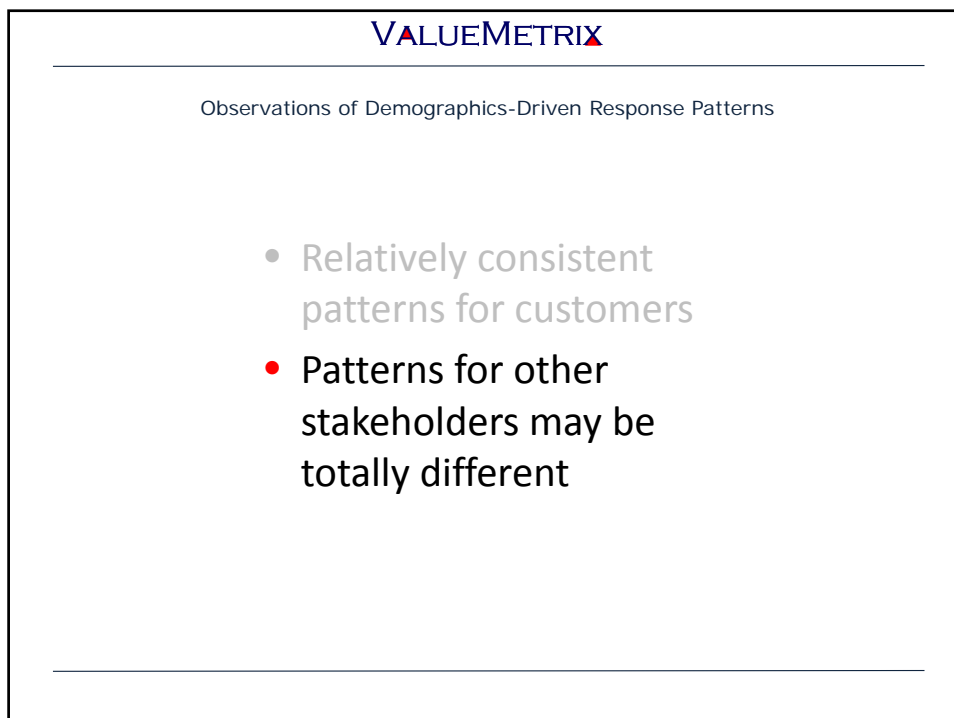 VALUEMETRIX
Observations of Demographics-Driven Response Patterns
• Relatively consistent
patterns for customers
• Patterns for other
stakeholders may be
totally different